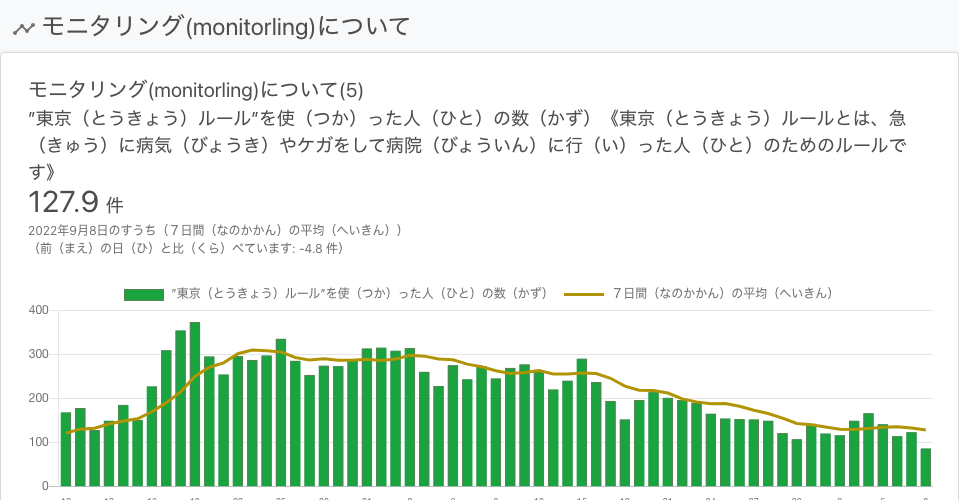 モニタリング(monitorling)について
モニタリング(monitorling)について(5)
”東京（とうきょう）ルール”を使（つか）った人（ひと）の数（かず）《東京（とうきょう）ルールとは、急
（きゅう）に病気（びょうき）やケガをして病院（びょういん）に行（い）った人（ひと）のためのルールで
す》
127.9 件
2022年9月8日のすうち（７日間（なのかかん）の平均（へいきん））
（前（まえ）の日（ひ）と比（くら）べています: -4.8 件）
”東京（とうきょう）ルール”を使（つか）った人（ひと）の数（かず） ７日間（なのかかん）の平均（へいきん）
400
300
200
100
0